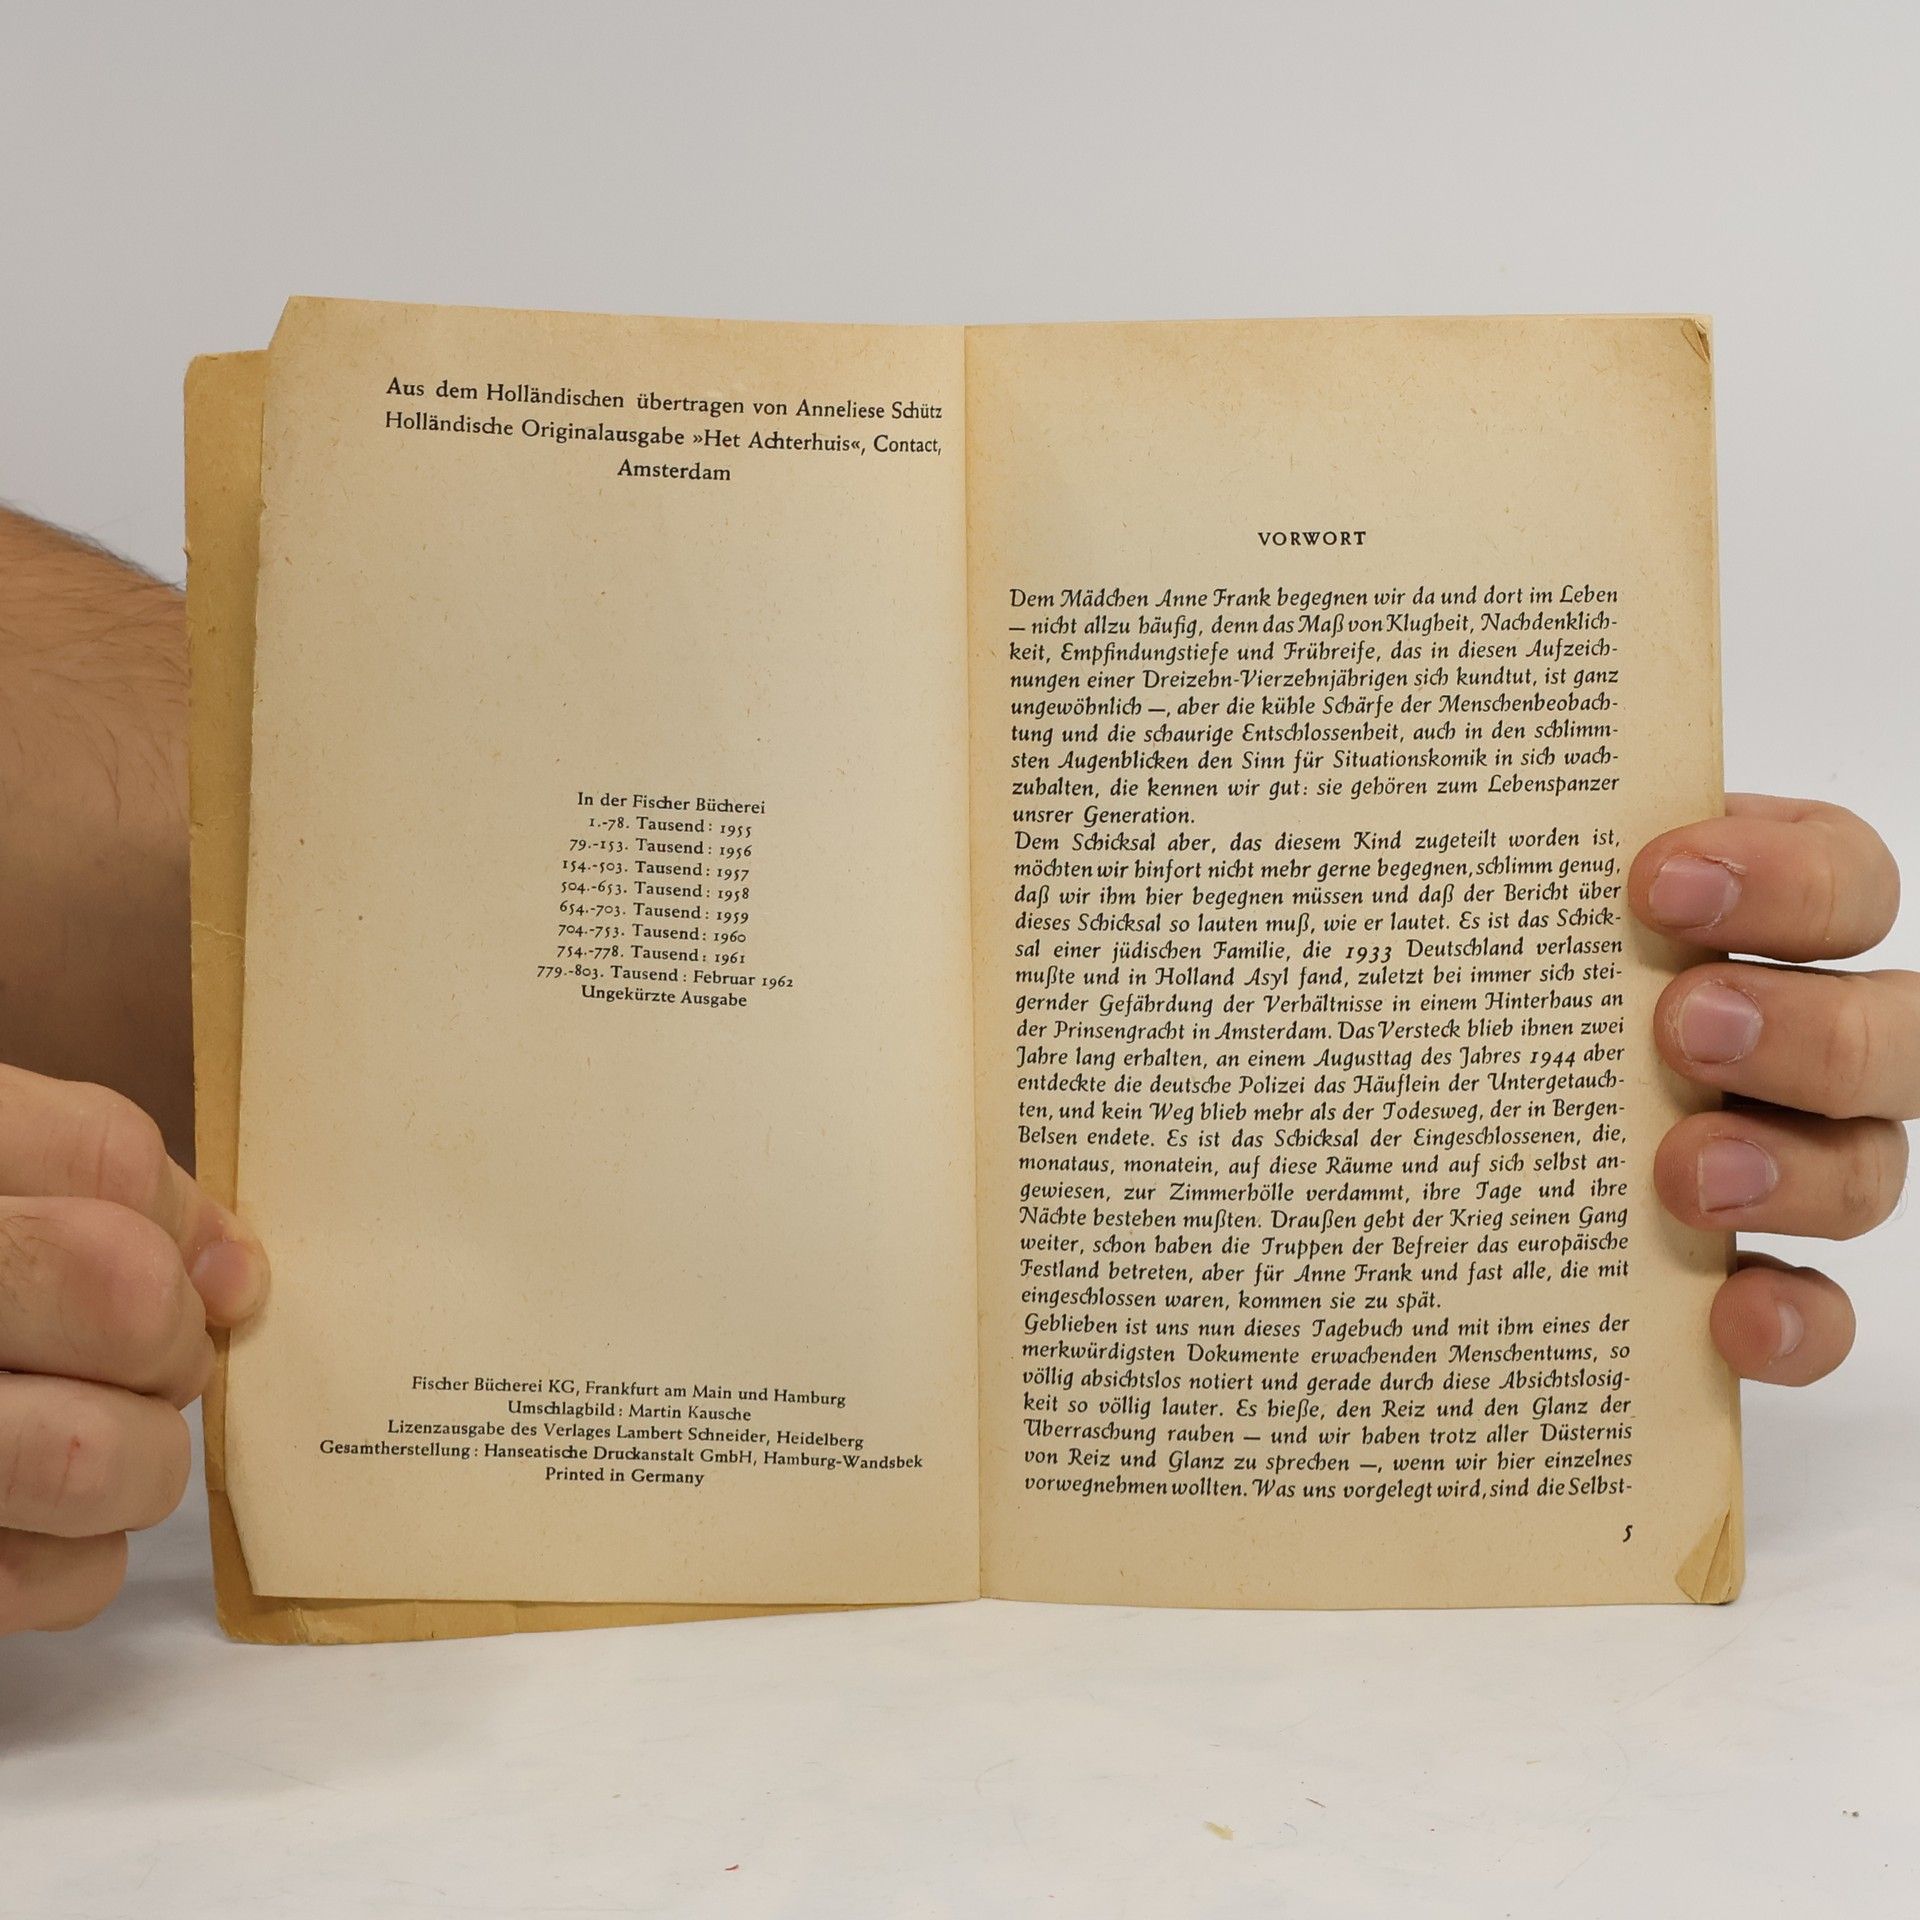 Aus dem Holländischen übertragen von Anneliese Schütz
Holländische Originalausgabe »Het Achterhuis«, Contact,
Amsterdam
In der Fischer Bücherei
1.-78. Tausend: 1955
79.-153. Tausend: 1956
154.-503. Tausend: 1957
504.-653. Tausend: 1958
654.-703. Tausend: 1959
704.-753. Tausend: 1960
754.-778. Tausend: 1961
779.-803. Tausend: Februar 1962
Ungekürzte Ausgabe
Fischer Bücherei KG, Frankfurt am Main und Hamburg
Umschlagbild: Martin Kausche
Lizenzausgabe des Verlages Lambert Schneider, Heidelberg
Gesamtherstellung: Hanseatische Druckanstalt GmbH, Hamburg-Wandsbek
Printed in Germany
VORWORT
Dem Mädchen Anne Frank begegnen wir da und dort im Leben
— nicht allzu häufig, denn das Maß von Klugheit, Nachdenklich-
keit, Empfindungstiefe und Frühreife, das in diesen Aufzeich-
nungen einer Dreizehn-Vierzehnjährigen sich kundtut, ist ganz
ungewöhnlich —, aber die kühle Schärfe der Menschenbeobach-
tung und die schaurige Entschlossenheit, auch in den schlimm-
sten Augenblicken den Sinn für Situationskomik in sich wach-
zuhalten, die kennen wir gut: sie gehören zum Lebenspanzer
unsrer Generation.
Dem Schicksal aber, das diesem Kind zugeteilt worden ist,
möchten wir hinfort nicht mehr gerne begegnen, schlimm genug,
daß wir ihm hier begegnen müssen und daß der Bericht über
dieses Schicksal so lauten muß, wie er lautet. Es ist das Schick-
sal einer jüdischen Familie, die 1933 Deutschland verlassen
mußte und in Holland Asyl fand, zuletzt bei immer sich stei-
gernder Gefährdung der Verhältnisse in einem Hinterhaus an
der Prinsengracht in Amsterdam. Das Versteck blieb ihnen zwei
Jahre lang erhalten, an einem Augusttag des Jahres 1944 aber
entdeckte die deutsche Polizei das Häuflein der Untergetauch-
ten, und kein Weg blieb mehr als der Todesweg, der in Bergen-
Belsen endete. Es ist das Schicksal der Eingeschlossenen, die,
monataus, monatein, auf diese Räume und auf sich selbst an-
gewiesen, zur Zimmerhölle verdammt, ihre Tage und ihre
Nächte bestehen mußten. Draußen geht der Krieg seinen Gang
weiter, schon haben die Truppen der Befreier das europäische
Festland betreten, aber für Anne Frank und fast alle, die mit
eingeschlossen waren, kommen sie zu spät.
Geblieben ist uns nun dieses Tagebuch und mit ihm eines der
merkwürdigsten Dokumente erwachenden Menschentums, so
völlig absichtslos notiert und gerade durch diese Absichtslosig-
keit so völlig lauter. Es hieße, den Reiz und den Glanz der
Überraschung rauben — und wir haben trotz aller Düsternis
von Reiz und Glanz zu sprechen —, wenn wir hier einzelnes
vorwegnehmen wollten. Was uns vorgelegt wird, sind die Selbst-
5